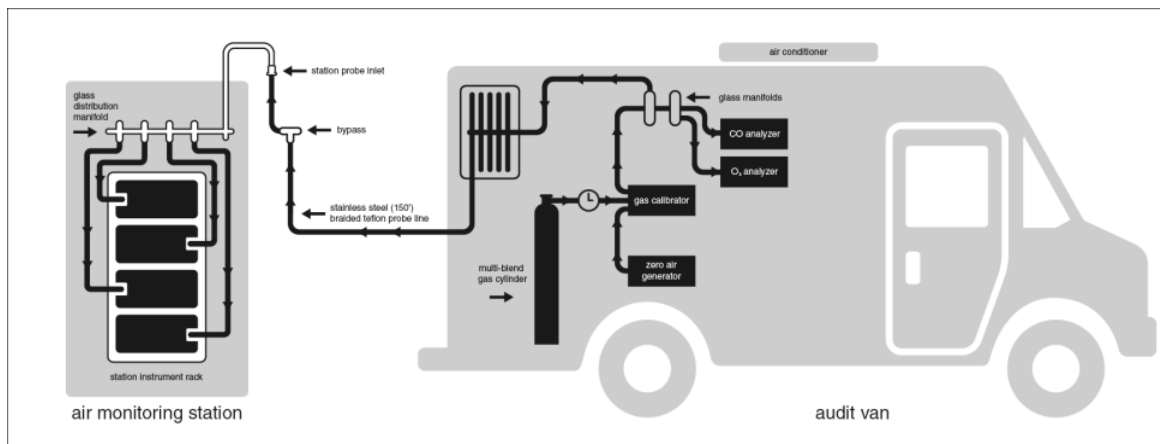 air conditioner
station probe inlet
glass
distribution
manifold
glass manifolds
bypass
CO analyzer
O₃ analyzer
stainless steel (150')
braided teflon probe line
gas calibrator
multi-blend
gas cylinder
zero air
generator
station instrument rack
air monitoring station
audit van